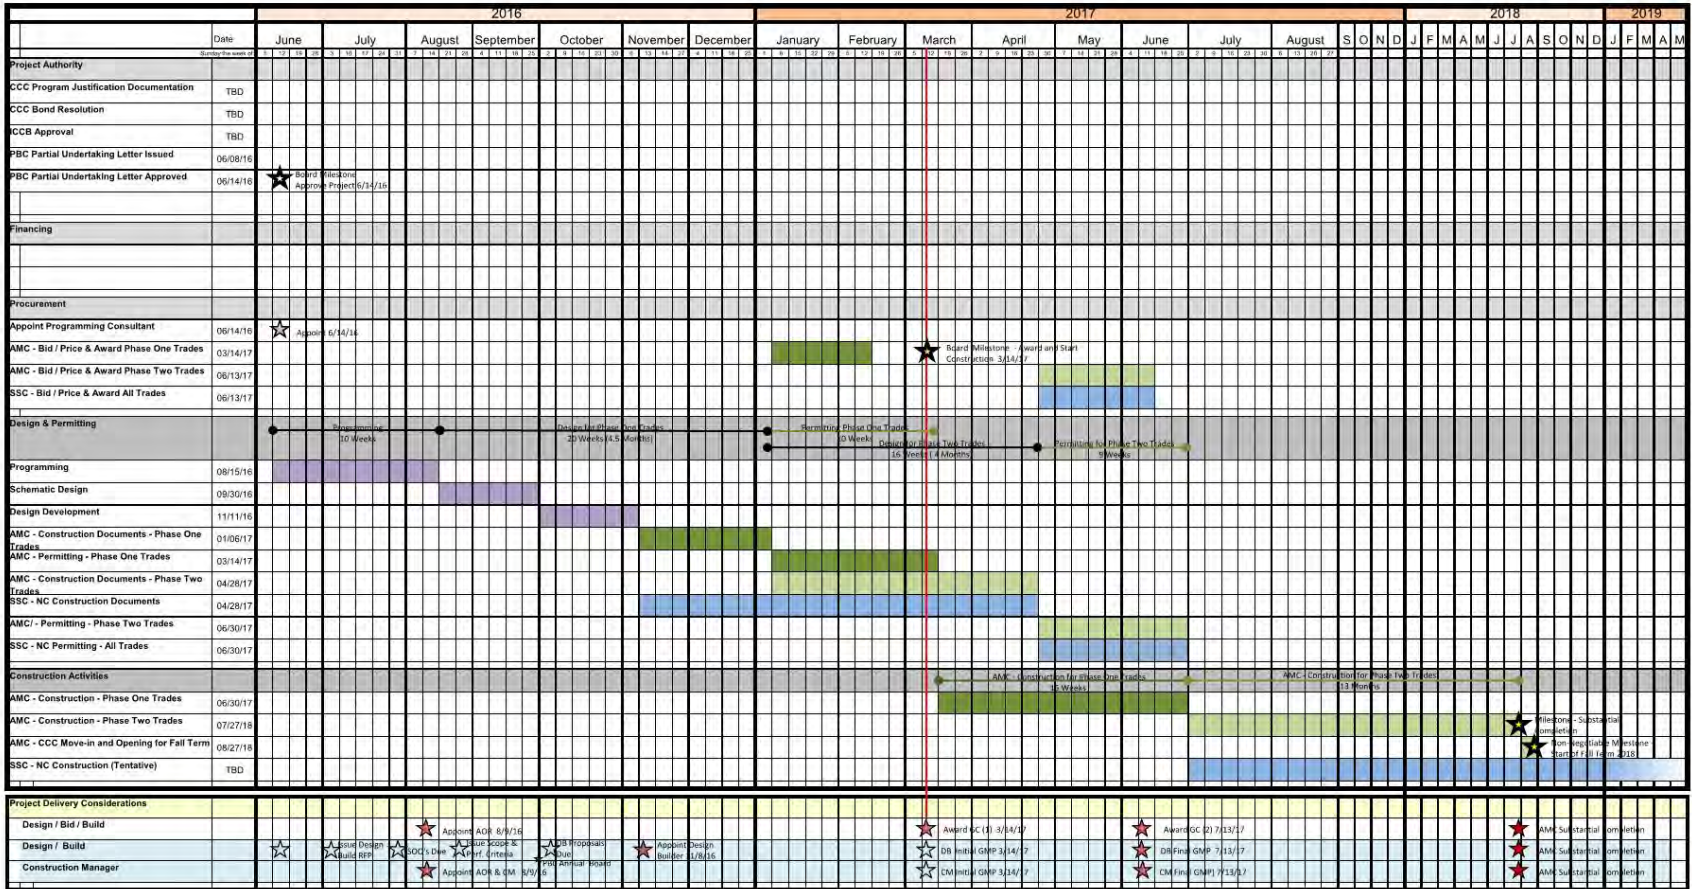 2016 2017 2018 2019
Date June July August September October November December January February March April May June July August S O N D J F M A M J J A S O N D J F M A M
Sunday the week of
Project Authority
CCC Program Justification Documentation TBD
CCC Bond Resolution TBD
ICCB Approval TBD
PBC Partial Undertaking Letter Issued 06/08/16
PBC Partial Undertaking Letter Approved 06/14/16 Board Milestone
Approve Project 6/14/16
Financing
Procurement
Appoint Programming Consultant 06/14/16 Appoint 6/14/16
AMC - Bid / Price & Award Phase One Trades 03/14/17 Board Milestone - Award and Start
Construction 3/14/17
AMC - Bid / Price & Award Phase Two Trades 06/13/17
SSC - Bid / Price & Award All Trades 06/13/17
Design & Permitting Programming Design for Phase One Trades Permitting Phase One Trades
10 Weeks 20 Weeks (4.5 Months) 10 Weeks
Design for Phase Two Trades Permitting for Phase Two Trades
16 Weeks ( 4 Months) 9 Weeks
Programming 08/15/16
Schematic Design 09/30/16
Design Development 11/11/16
AMC - Construction Documents - Phase One
Trades 01/06/17
AMC - Permitting - Phase One Trades 03/14/17
AMC - Construction Documents - Phase Two
Trades 04/28/17
SSC - NC Construction Documents 04/28/17
AMC/ - Permitting - Phase Two Trades 06/30/17
SSC - NC Permitting - All Trades 06/30/17
Construction Activities AMC - Construction for Phase One Trades AMC - Construction for Phase Two Trades
Weeks 13 Months
AMC - Construction - Phase One Trades 06/30/17
AMC - Construction - Phase Two Trades 07/27/18 Milestone - Substantial
Completion
AMC - CCC Move-in and Opening for Fall Term 08/27/18 Non-Negotiable Milestone -
Start of Fall Term 2018
SSC - NC Construction (Tentative) TBD
Project Delivery Considerations
Design / Bid / Build Appoint AOR 8/9/16 Award GC (1) 3/14/17 Award GC (2) 7/13/17 AMC Substantial Completion
Design / Build Issue Design
Build RFP SOQ's Due Issue Scope &
Perf. Criteria DB Proposals
Due Appoint Design
Builder 11/8/16 DB Initial GMP 3/14/17 DB Final GMP 7/13/17 AMC Substantial Completion
PBC Annual Board
Construction Manager Appoint AOR & CM 8/9/16 CM Initial GMP 3/14/17 CM Final GMP) 7/13/17 AMC Substantial Completion